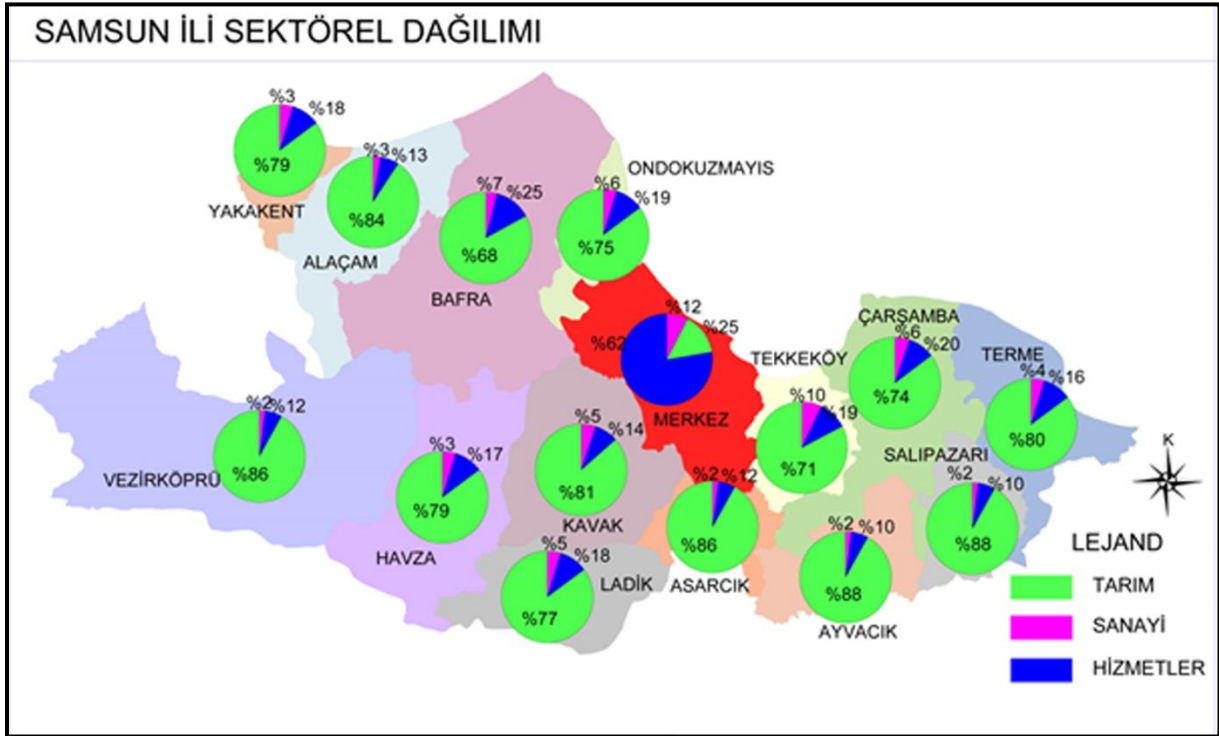 SAMSUN İLİ SEKTÖREL DAĞILIMI
%3
%18
%79
YAKAKENT
%3
%13
%84
ALAÇAM
%7
%25
%68
BAFRA
ONDOKUZMAYIS
%6
%19
%75
%12
%25
%62
MERKEZ
TEKKEKÖY
%10
%19
%71
ÇARŞAMBA
%6
%20
%74
TERME
%4
%16
%80
SALIPAZARI
%2
%10
%88
%2
%12
VEZİRKÖPRÜ
%86
%3
%17
%79
HAVZA
%5
%14
%81
KAVAK
%5
%18
%77
LADİK
%2
%12
%86
ASARCIK
%2
%10
%88
AYVACIK
K
LEJAND
TARIM
SANAYİ
HİZMETLER